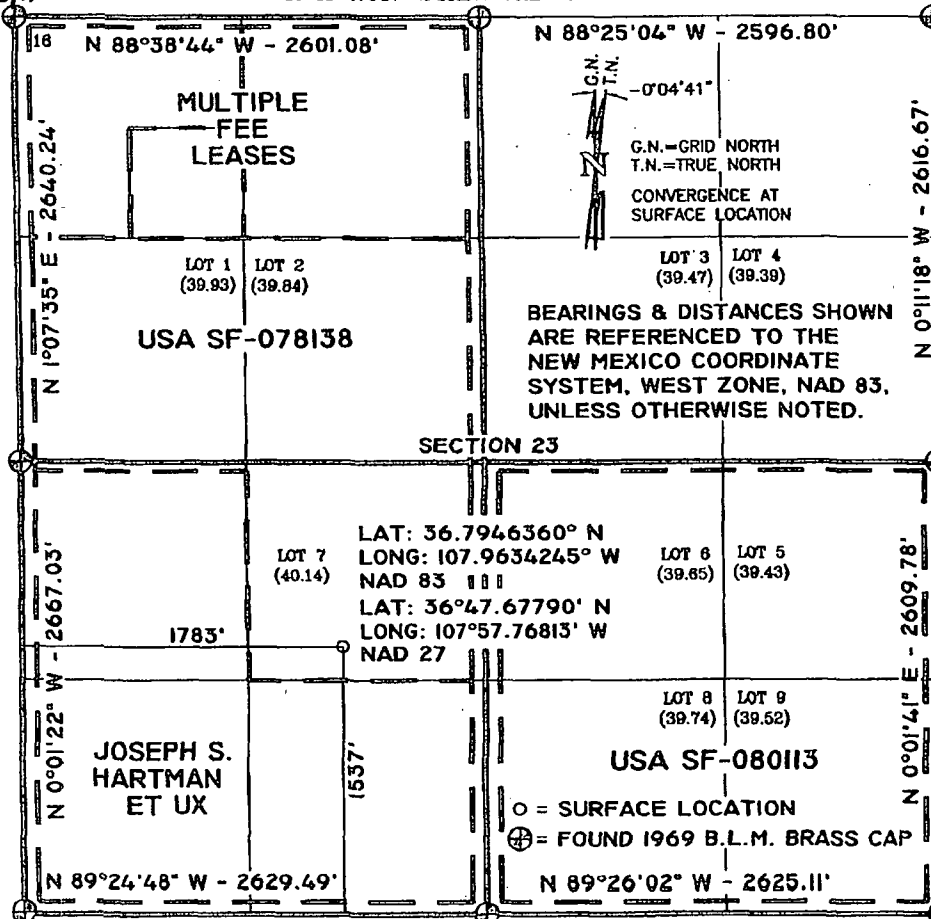 16
N 88°38'44" W - 2601.08'
N 88°25'04" W - 2596.80'
MULTIPLE
FEE
LEASES
G.N.
T.N.
-0°04'41"
N
G.N.=GRID NORTH
T.N.=TRUE NORTH
CONVERGENCE AT
SURFACE LOCATION
N 1°07'35" E - 2640.24'
N 0°11'18" W - 2616.67'
LOT 1
(39.93)
LOT 2
(39.84)
LOT 3
(39.47)
LOT 4
(39.39)
USA SF-078138
BEARINGS & DISTANCES SHOWN
ARE REFERENCED TO THE
NEW MEXICO COORDINATE
SYSTEM, WEST ZONE, NAD 83,
UNLESS OTHERWISE NOTED.
SECTION 23
N 0°01'22" W - 2667.03'
LOT 7
(40.14)
LAT: 36.7946360° N
LONG: 107.9634245° W
NAD 83
LAT: 36°47.67790' N
LONG: 107°57.76813' W
NAD 27
LOT 6
(39.65)
LOT 5
(39.43)
N 0°01'41" E - 2609.78'
1783'
1537'
LOT 8
(39.74)
LOT 9
(39.52)
JOSEPH S.
HARTMAN
ET UX
USA SF-080113
O = SURFACE LOCATION
= FOUND 1969 B.L.M. BRASS CAP
N 89°24'48" W - 2629.49'
N 89°26'02" W - 2625.11'